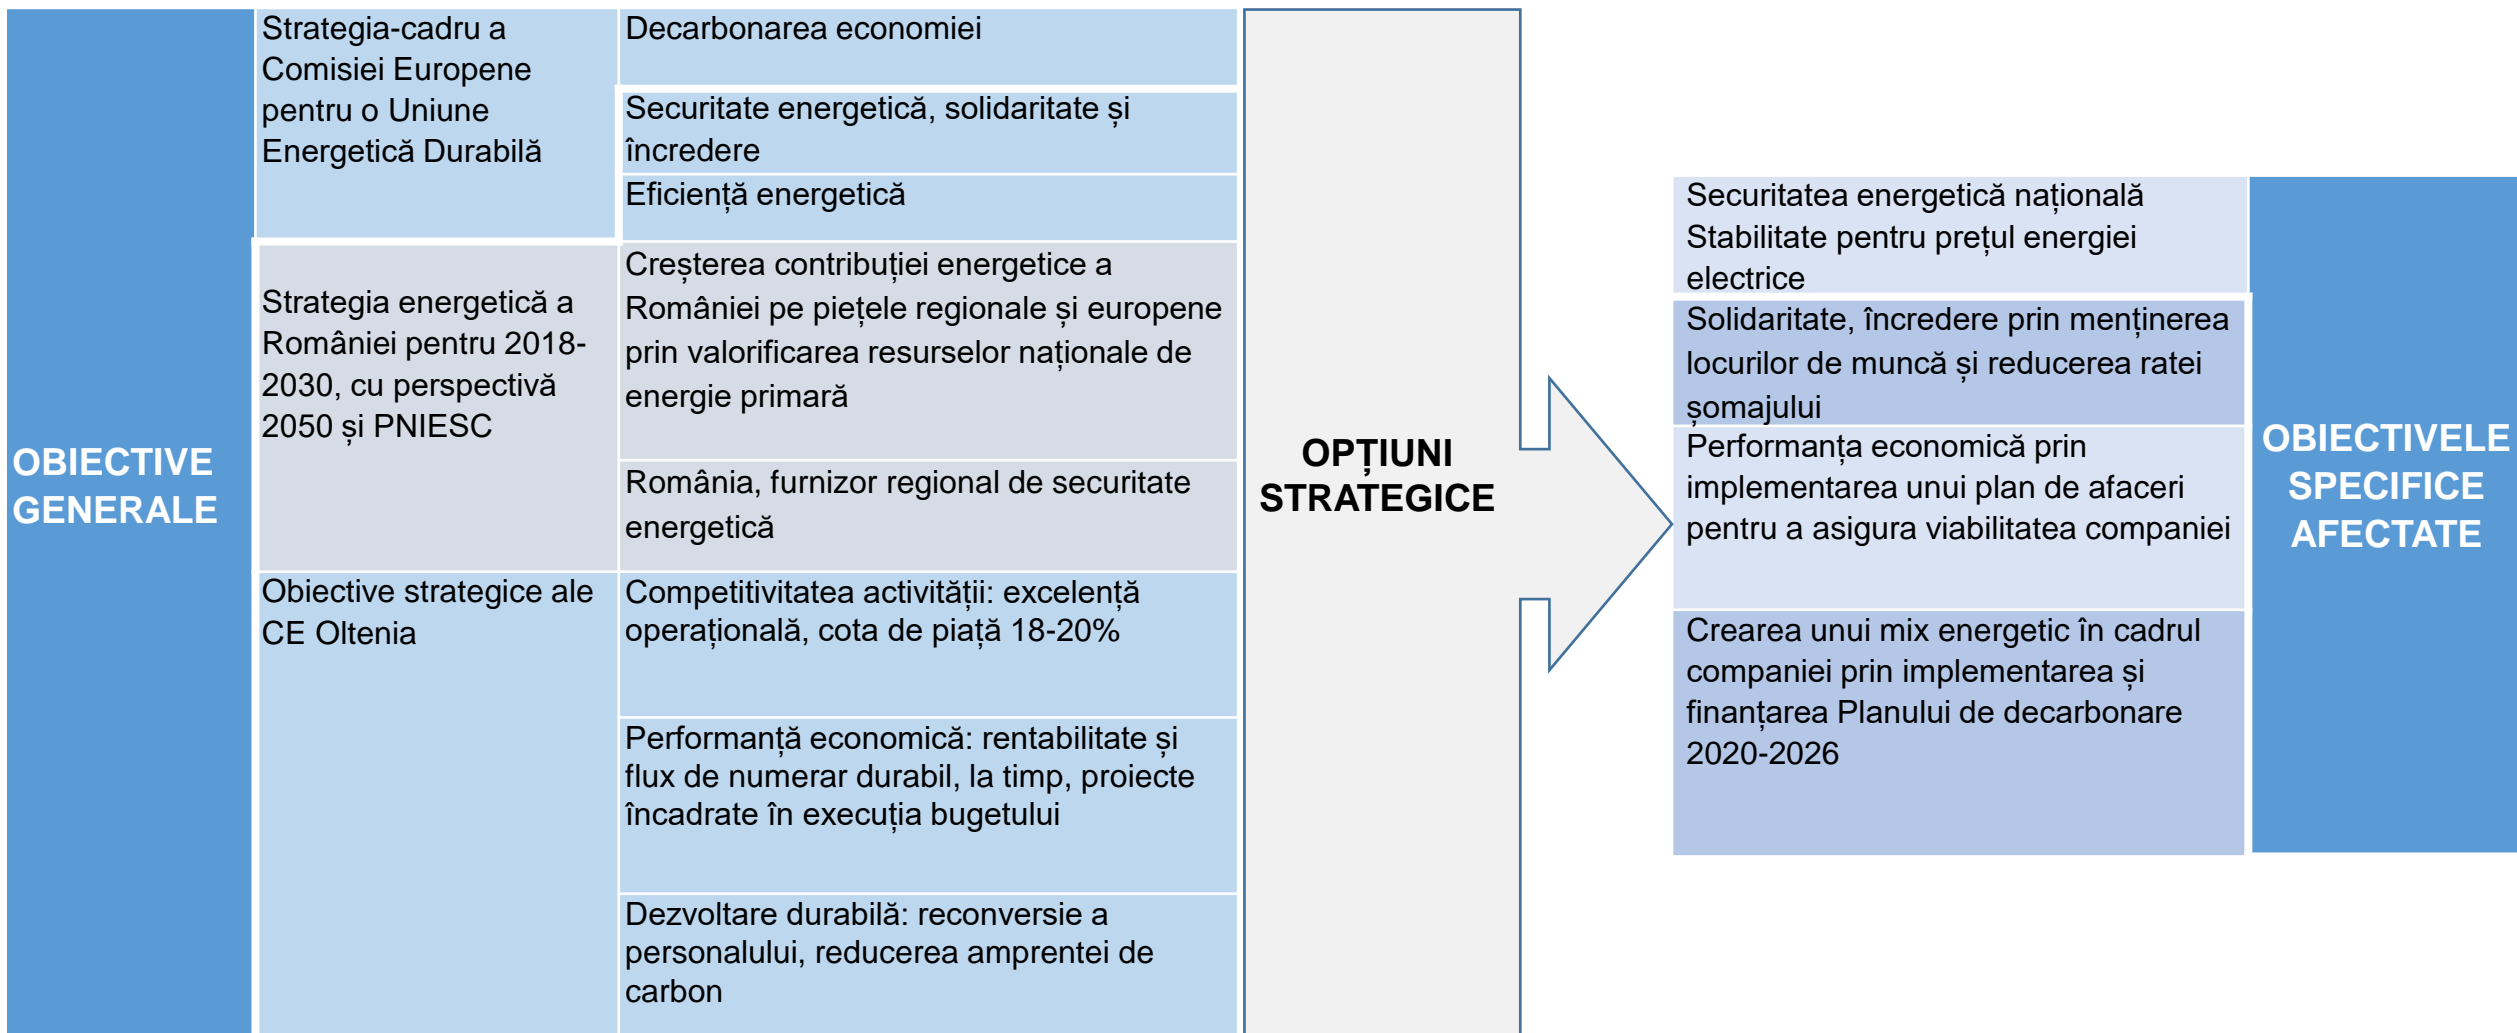 OBIECTIVE
GENERALE
Strategia-cadru a
Comisiei Europene
pentru o Uniune
Energetică Durabilă
Decarbonarea economiei
Securitate energetică, solidaritate și
încredere
Eficiență energetică
Strategia energetică a
României pentru 2018-
2030, cu perspectivă
2050 și PNIESC
Creșterea contribuției energetice a
României pe piețele regionale și europene
prin valorificarea resurselor naționale de
energie primară
România, furnizor regional de securitate
energetică
Obiective strategice ale
CE Oltenia
Competitivitatea activității: excelență
operațională, cota de piață 18-20%
Performanță economică: rentabilitate și
flux de numerar durabil, la timp, proiecte
încadrate în execuția bugetului
Dezvoltare durabilă: reconversie a
personalului, reducerea amprentei de
carbon
OPȚIUNI
STRATEGICE
Securitatea energetică națională
Stabilitate pentru prețul energiei
electrice
Solidaritate, încredere prin menținerea
locurilor de muncă și reducerea ratei
șomajului
Performanța economică prin
implementarea unui plan de afaceri
pentru a asigura viabilitatea companiei
Crearea unui mix energetic în cadrul
companiei prin implementarea și
finanțarea Planului de decarbonare
2020-2026
OBIECTIVELE
SPECIFICE
AFECTATE